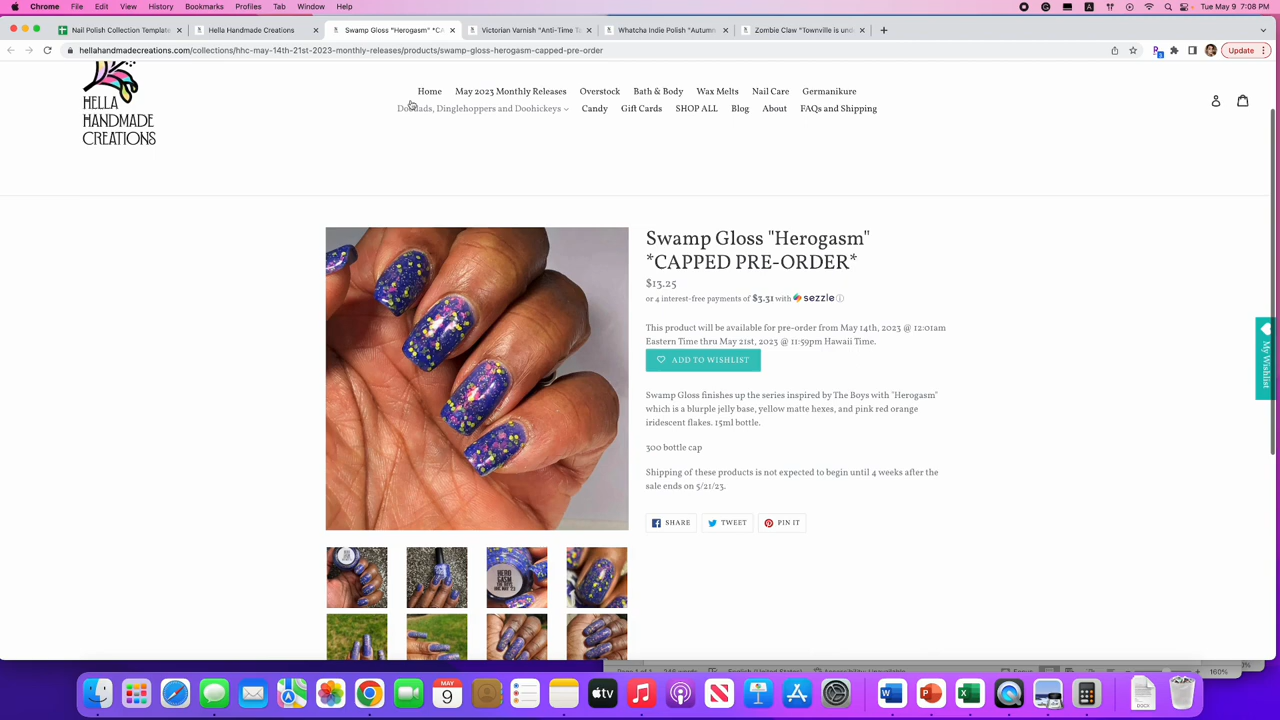 Chrome File Edit View History Bookmarks Profiles Tab Window Help
Tue May 9 7:08 PM
Nail Polish Collection Template
Hella Handmade Creations
Swamp Gloss "Herogasm" *CA
Victorian Varnish "Anti-Time T
Whatcha Indie Polish "Autumn
Zombie Claw "Townville is und
hellahandmadecreations.com/collections/hhc-may-14th-21st-2023-monthly-releases/products/swamp-gloss-herogasm-capped-pre-order
Update
HELLA
HANDMADE
CREATIONS
Home May 2023 Monthly Releases Overstock Bath & Body Wax Melts Nail Care Germanikure
Doodads, Dinglehoppers and Doohickeys Candy Gift Cards SHOP ALL Blog About FAQs and Shipping
Swamp Gloss "Herogasm"
*CAPPED PRE-ORDER*
$13.25
or 4 interest-free payments of $3.31 with sezzle
This product will be available for pre-order from May 14th, 2023 @ 12:01am
Eastern Time thru May 21st, 2023 @ 11:59pm Hawaii Time.
ADD TO WISHLIST
My Wishlist
Swamp Gloss finishes up the series inspired by The Boys with "Herogasm"
which is a blurple jelly base, yellow matte hexes, and pink red orange
iridescent flakes. 15ml bottle.
300 bottle cap
Shipping of these products is not expected to begin until 4 weeks after the
sale ends on 5/21/23.
SHARE TWEET PIN IT
HERO
GASM
160%
MAY
9
tv
DOCX